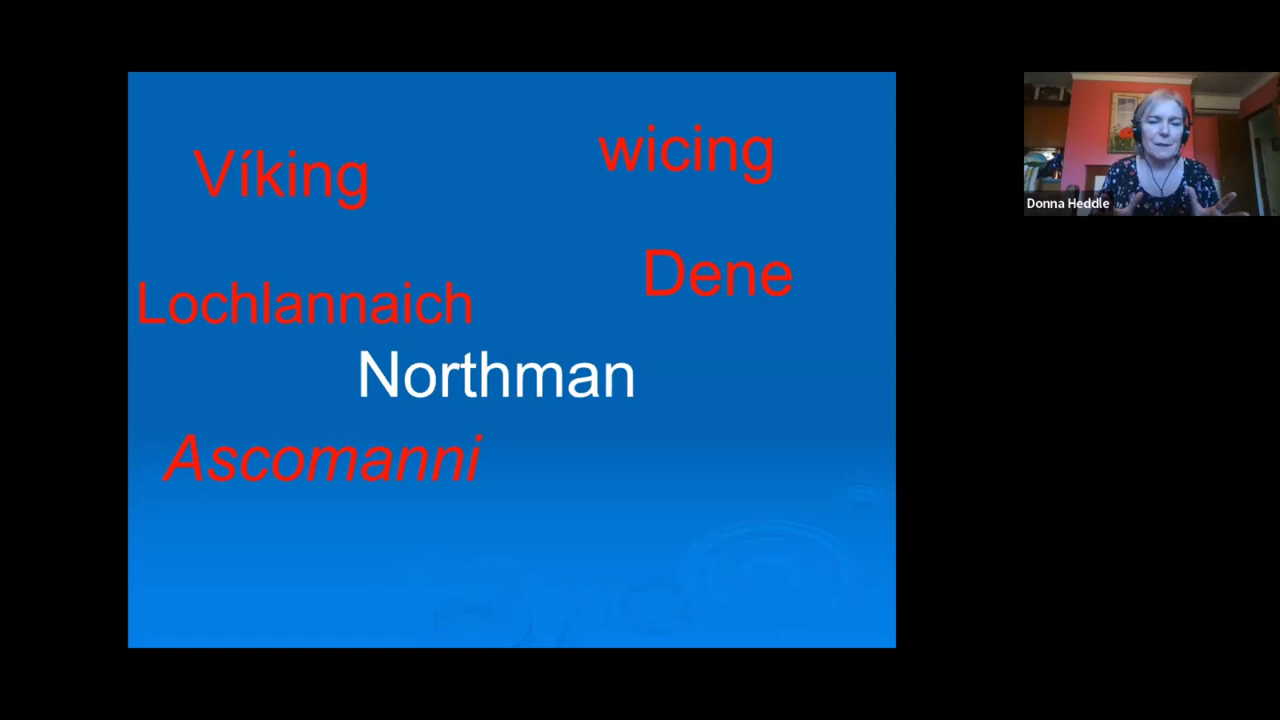 Víking
wicing
Dene
Lochlannaich
Northman
Ascomanni
Donna Heddle